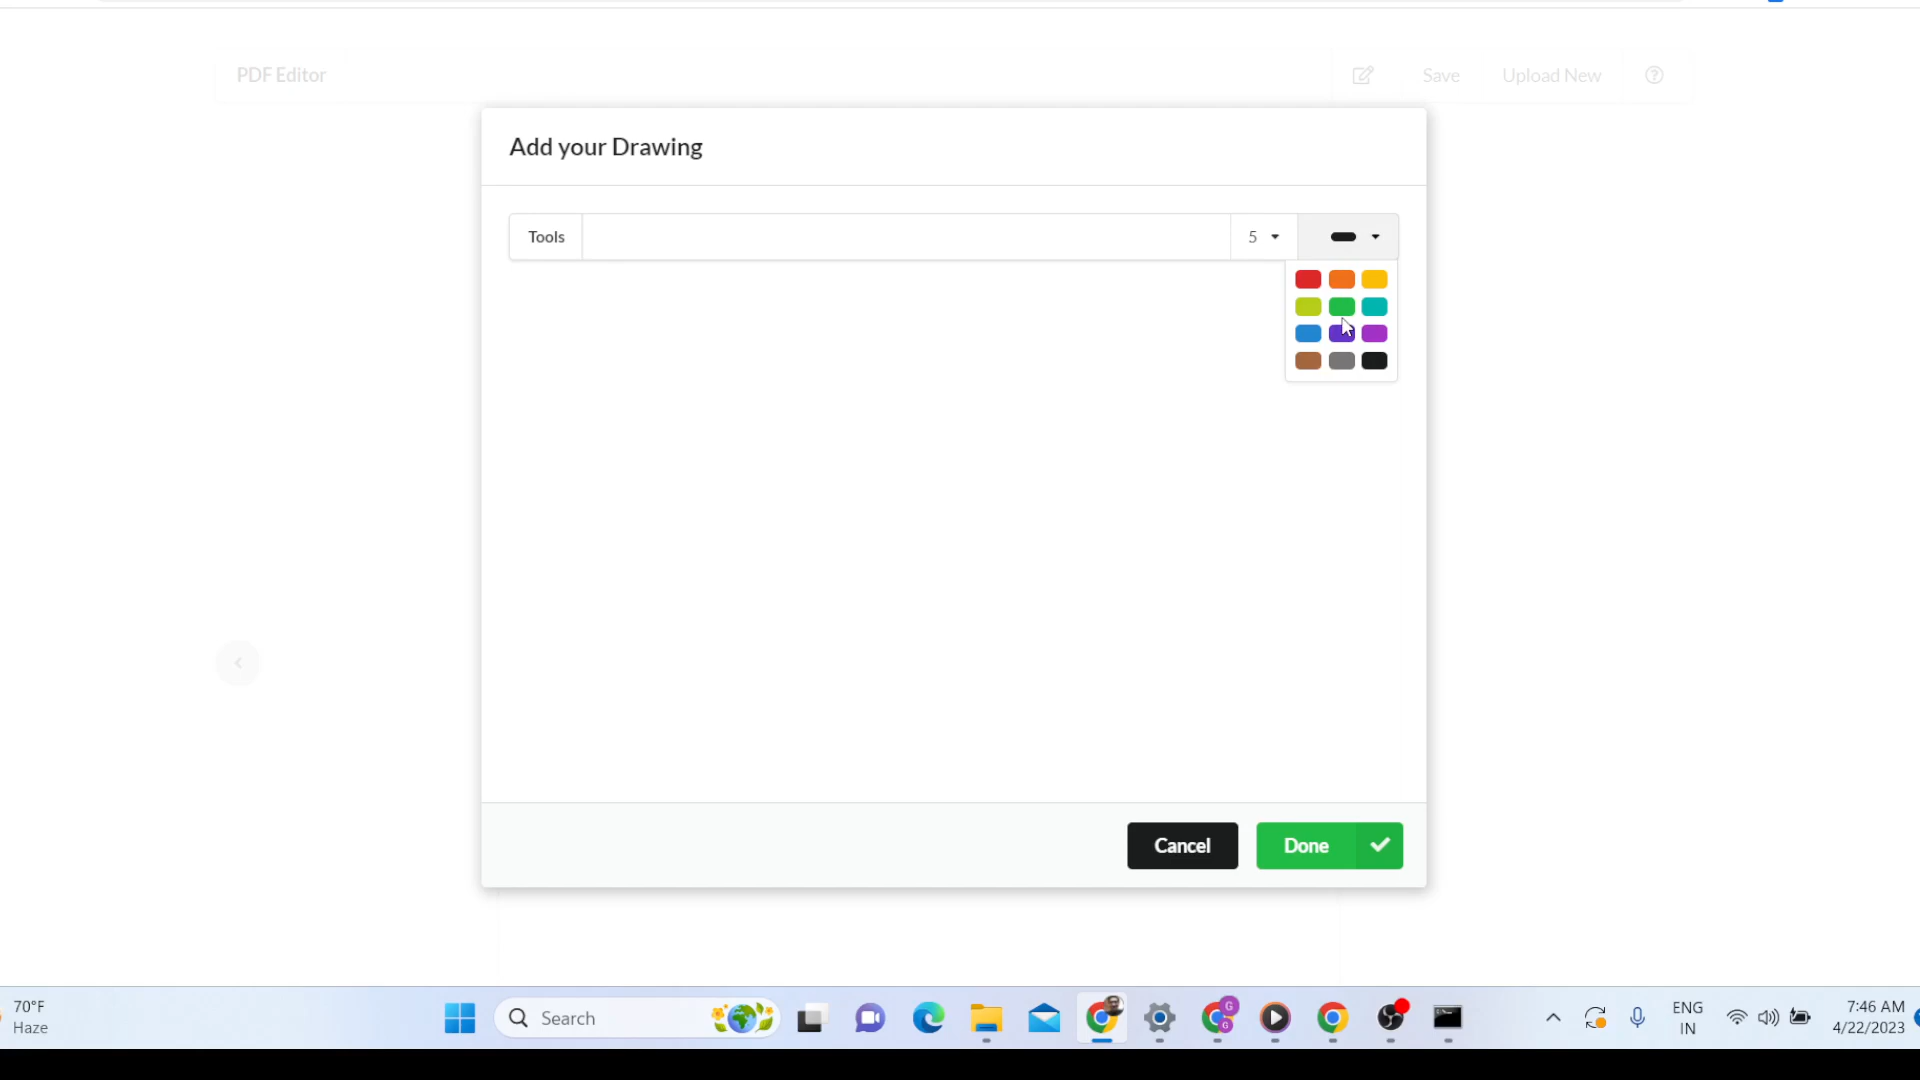 PDF Editor
Save
Upload New
Add your Drawing
Tools
5
Cancel
Done
70°F
Haze
Search
G
G
ENG
IN
7:46 AM
4/22/2023